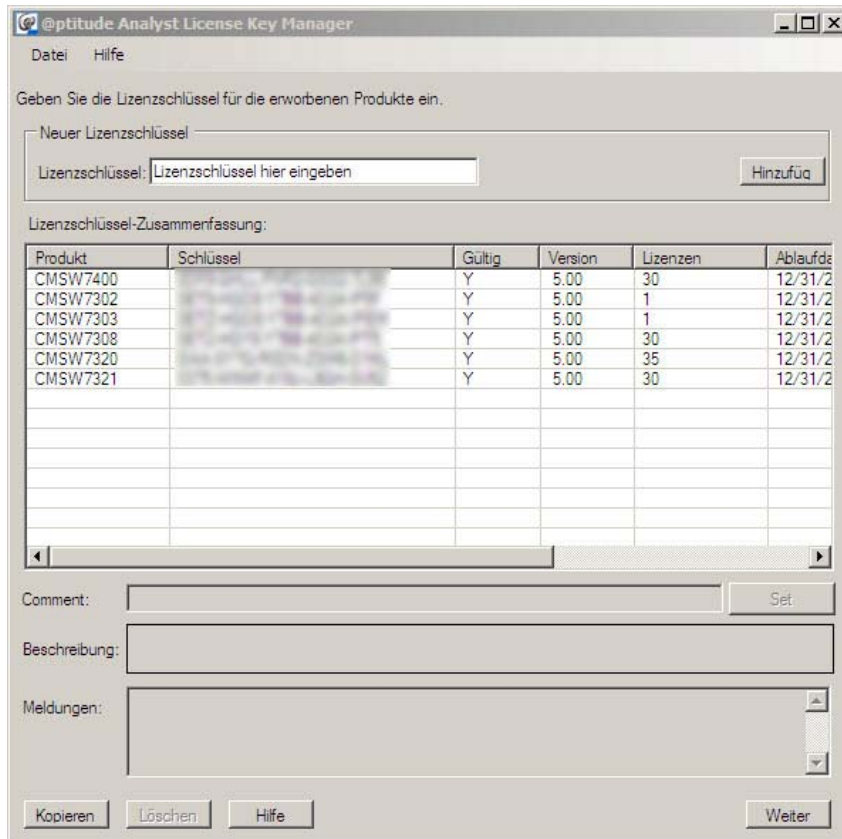 @ptitude Analyst License Key Manager
Datei Hilfe
Geben Sie die Lizenzschlüssel für die erworbenen Produkte ein.
Neuer Lizenzschlüssel
Lizenzschlüssel: Lizenzschlüssel hier eingeben Hinzufüg
Lizenzschlüssel-Zusammenfassung:
Produkt Schlüssel Gültig Version Lizenzen Ablaufda
CMSW7400 Y 5.00 30 12/31/2
CMSW7302 Y 5.00 1 12/31/2
CMSW7303 Y 5.00 1 12/31/2
CMSW7308 Y 5.00 30 12/31/2
CMSW7320 Y 5.00 35 12/31/2
CMSW7321 Y 5.00 30 12/31/2
Comment: Set
Beschreibung:
Meldungen:
Kopieren Löschen Hilfe Weiter